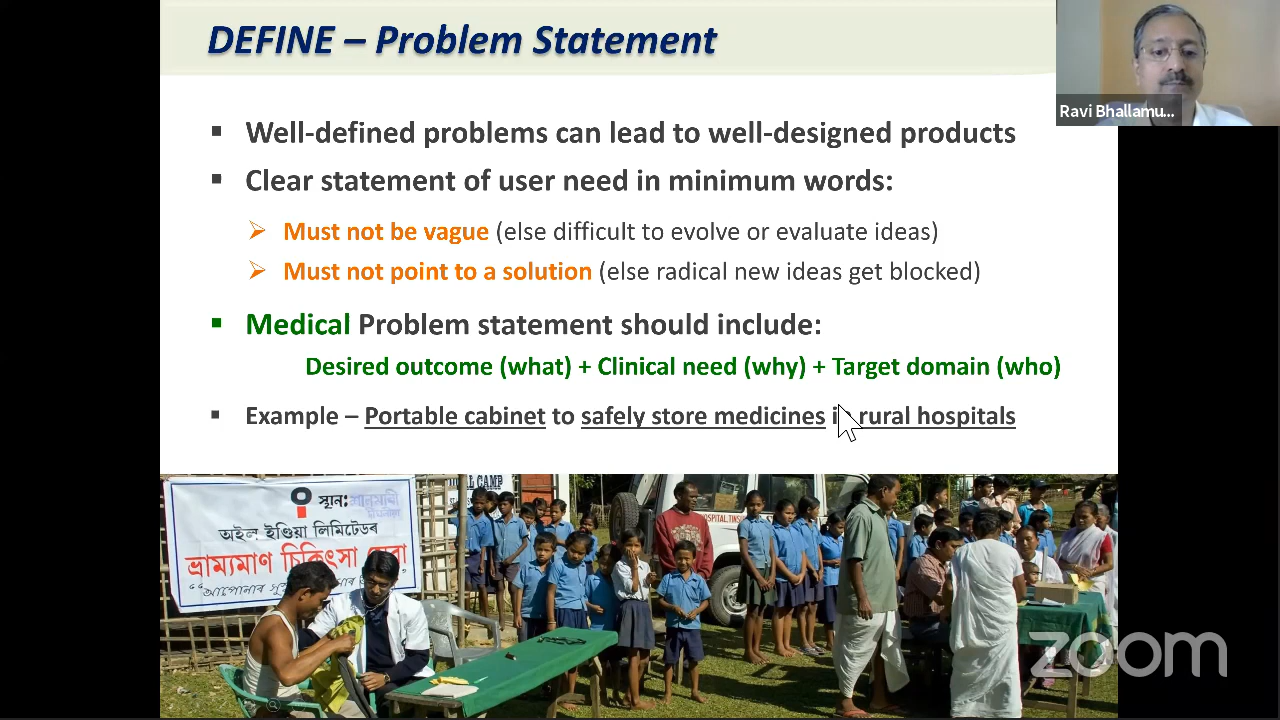 DEFINE – Problem Statement
Ravi Bhallamu...
▪ Well-defined problems can lead to well-designed products
▪ Clear statement of user need in minimum words:
➢ Must not be vague (else difficult to evolve or evaluate ideas)
➢ Must not point to a solution (else radical new ideas get blocked)
▪ Medical Problem statement should include:
Desired outcome (what) + Clinical need (why) + Target domain (who)
▪ Example – Portable cabinet to safely store medicines in rural hospitals
CAMP
HOSPITAL,
স্থান:
অইল ইণ্ডিয়া লিমিটেডৰ
ভ্ৰাম্যমাণ চিকিৎসা সেৱা
zoom